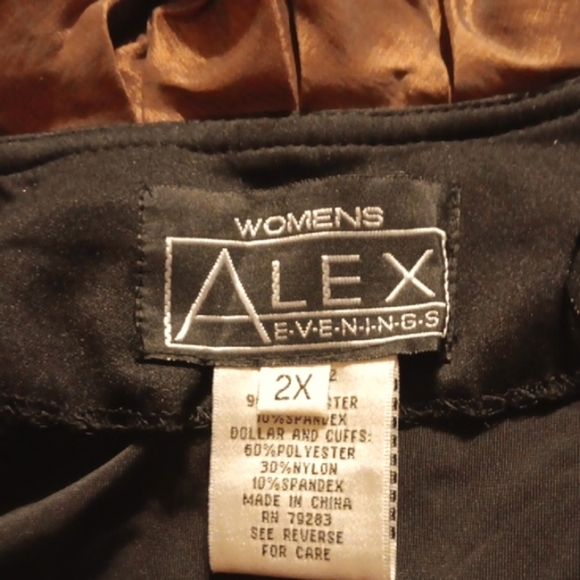 WOMENS
ALEX
E·V·E·N·I·N·G·S
2X
10%SPANDEX
DOLLAR AND CUFFS:
60%POLYESTER
30%NYLON
10%SPANDEX
MADE IN CHINA
RN 79283
SEE REVERSE
FOR CARE